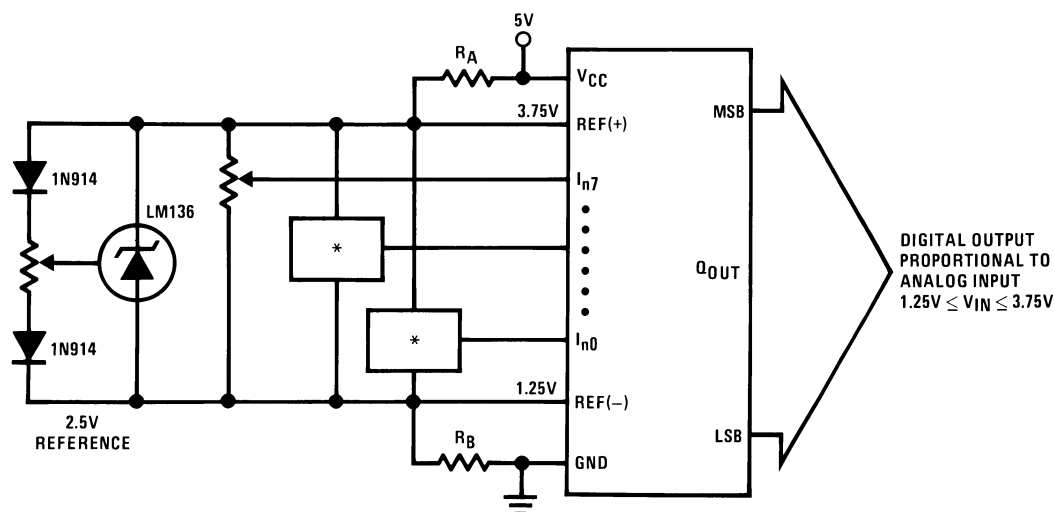 5V
RA
VCC
MSB
3.75V
REF(+)
1N914
In7
LM136
*
QOUT
DIGITAL OUTPUT
PROPORTIONAL TO
ANALOG INPUT
1.25V ≤ VIN ≤ 3.75V
*
In0
1N914
1.25V
REF(—)
2.5V
REFERENCE
RB
LSB
GND